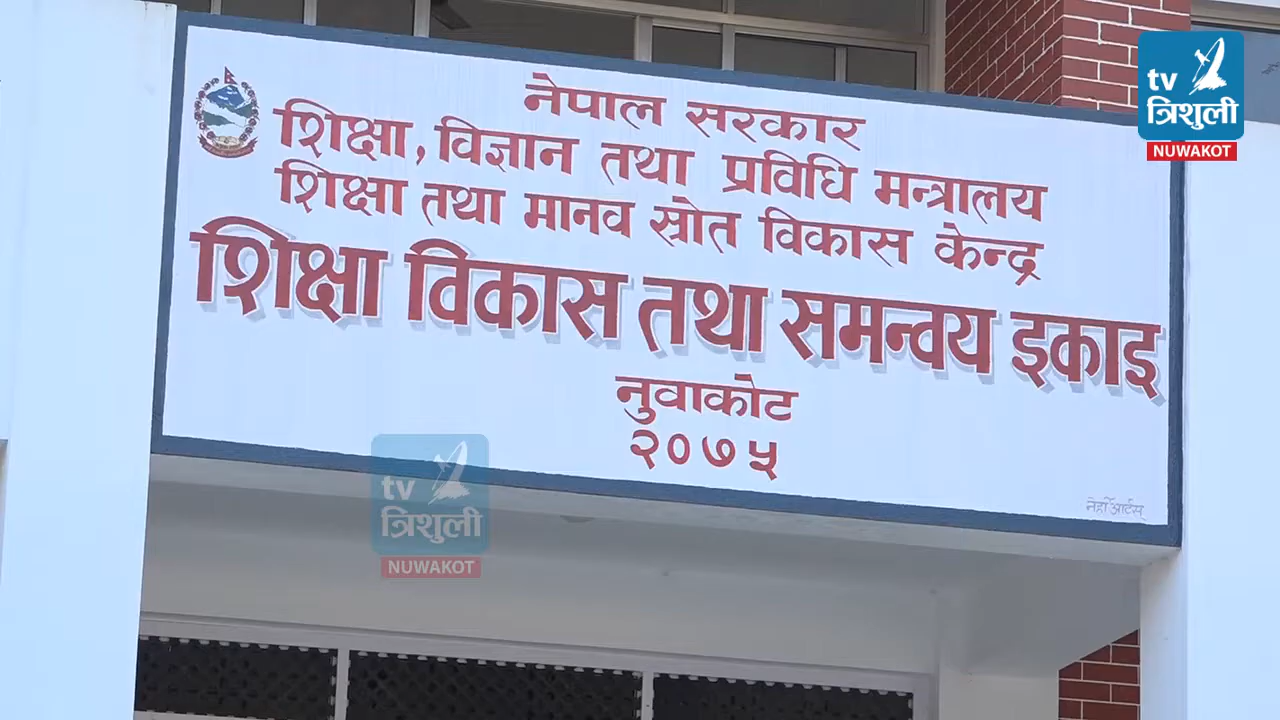 नेपाल सरकार
शिक्षा, विज्ञान तथा प्रविधि मन्त्रालय
शिक्षा तथा मानव स्रोत विकास केन्द्र
शिक्षा विकास तथा समन्वय इकाइ
नुवाकोट
२०७५
tv
त्रिशुली
NUWAKOT
tv
त्रिशुली
NUWAKOT